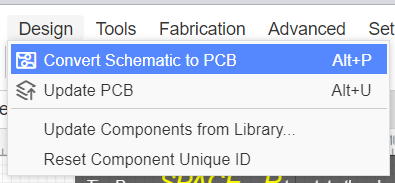 Design Tools Fabrication Advanced Set
Convert Schematic to PCB Alt+P
Update PCB Alt+U
Update Components from Library...
Reset Component Unique ID